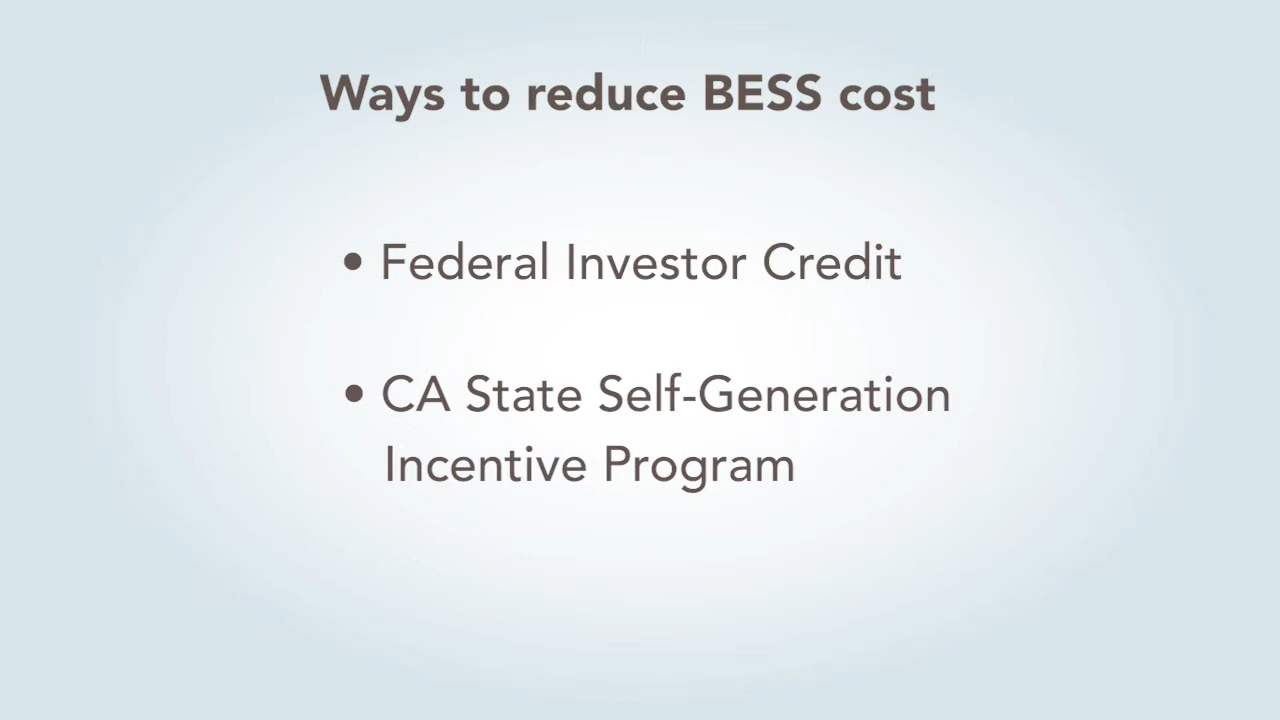 Ways to reduce BESS cost
• Federal Investor Credit
• CA State Self-Generation
Incentive Program